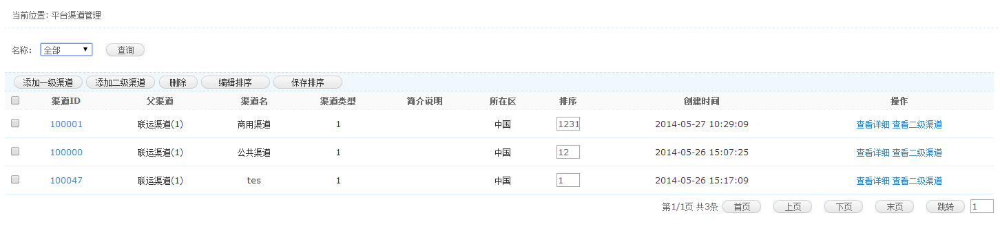 当前位置: 平台渠道管理
名称: 全部 查询
添加一级渠道 添加二级渠道 删除 编辑排序 保存排序
渠道ID 父渠道 渠道名 渠道类型 简介说明 所在区 排序 创建时间 操作
100001 联运渠道(1) 商用渠道 1 中国 1231 2014-05-27 10:29:09 查看详细 查看二级渠道
100000 联运渠道(1) 公共渠道 1 中国 12 2014-05-26 15:07:25 查看详细 查看二级渠道
100047 联运渠道(1) tes 1 中国 1 2014-05-26 15:17:09 查看详细 查看二级渠道
第1/1页 共3条 首页 上页 下页 末页 跳转 1